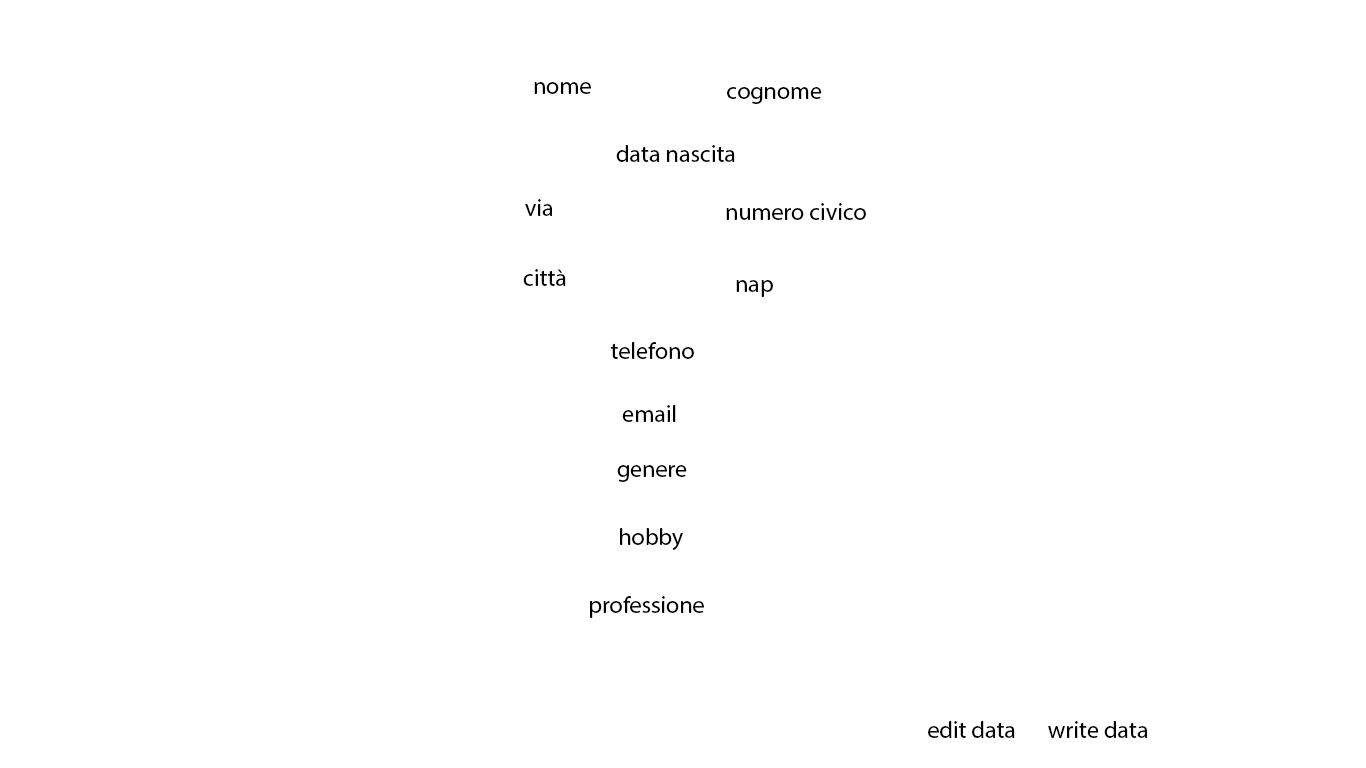 nome cognome
data nascita
via numero civico
città nap
telefono
email
genere
hobby
professione
edit data write data